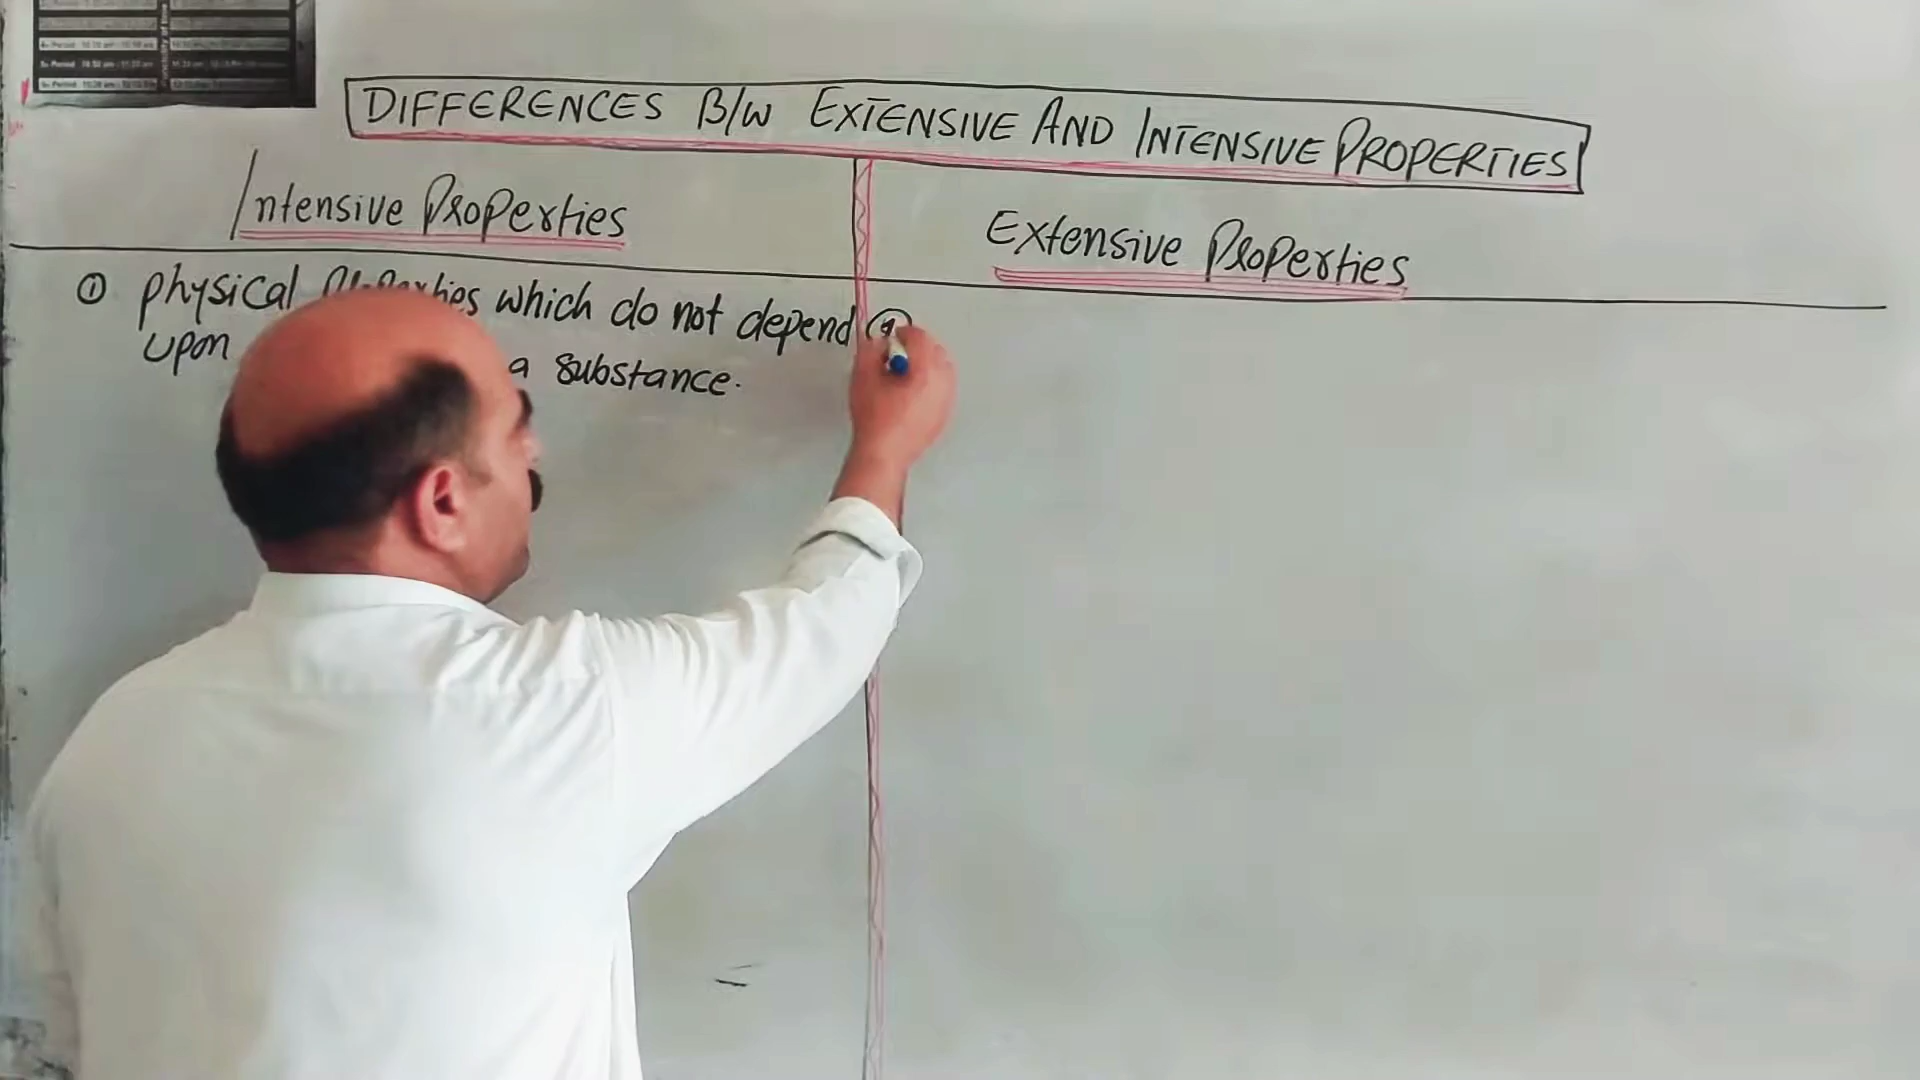 DIFFERENCES B/W EXTENSIVE AND INTENSIVE PROPERTIES
Intensive Properties
Extensive Properties
① physical Properties which do not depend
upon a substance.
①